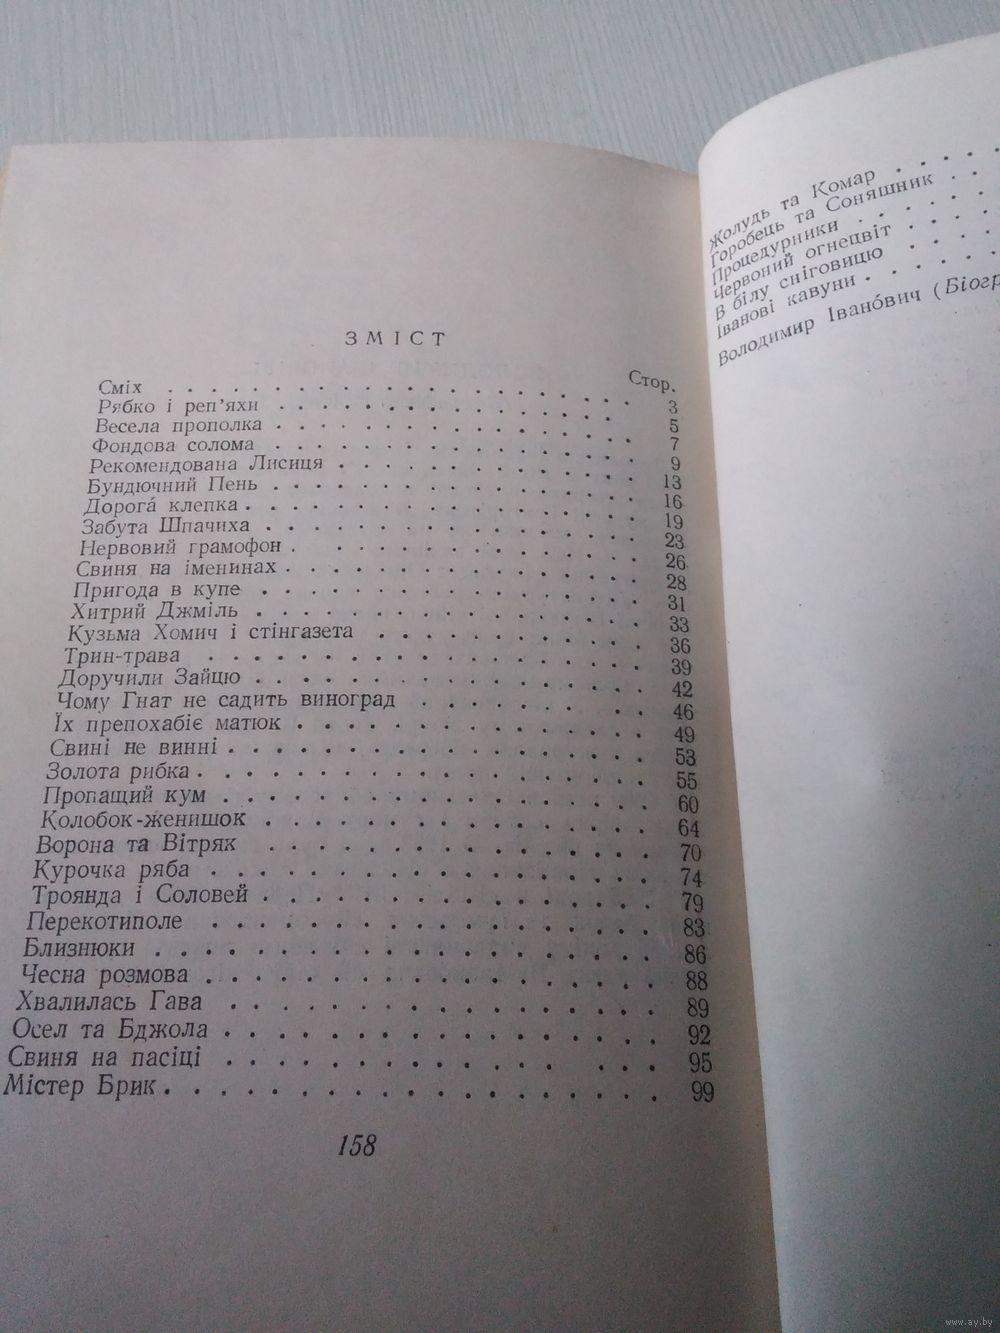 ЗМІСТ
Стор.
Сміх . . . . . . . . . . . . . . . . . . 3
Рябко і реп'яхи . . . . . . . . . . . . . . 5
Весела прополка . . . . . . . . . . . . . . 7
Фондова солома . . . . . . . . . . . . . . 9
Рекомендована Лисиця . . . . . . . . . . . . 13
Бундючний Пень . . . . . . . . . . . . . . 16
Дорога́ клепка . . . . . . . . . . . . . . . 19
Забута Шпачиха . . . . . . . . . . . . . . 23
Нервовий грамофон . . . . . . . . . . . . . 26
Свиня на іменинах . . . . . . . . . . . . . 28
Пригода в купе . . . . . . . . . . . . . . 31
Хитрий Джміль . . . . . . . . . . . . . . 33
Кузьма Хомич і стінгазета . . . . . . . . . . 36
Трин-трава . . . . . . . . . . . . . . . . 39
Доручили Зайцю . . . . . . . . . . . . . . 42
Чому Гнат не садить виноград . . . . . . . . 46
Їх препохабіє матюк . . . . . . . . . . . . 49
Свині не винні . . . . . . . . . . . . . . . 53
Золота рибка . . . . . . . . . . . . . . . 55
Пропащий кум . . . . . . . . . . . . . . . 60
Колобок-женишок . . . . . . . . . . . . . . 64
Ворона та Вітряк . . . . . . . . . . . . . . 70
Курочка ряба . . . . . . . . . . . . . . . 74
Троянда і Соловей . . . . . . . . . . . . . 79
Перекотиполе . . . . . . . . . . . . . . . 83
Близнюки . . . . . . . . . . . . . . . . . 86
Чесна розмова . . . . . . . . . . . . . . . 88
Хвалилась Гава . . . . . . . . . . . . . . 89
Осел та Бджола . . . . . . . . . . . . . . 92
Свиня на пасіці . . . . . . . . . . . . . . 95
Містер Брик . . . . . . . . . . . . . . . . 99
158
Жолудь та Комар . . . . .
Горобець та Соняшник . .
Процедурники . . . . .
Червоний огнецвіт . . . .
В білу сніговицю . . . .
Іванові кавуни . . . . .
Володимир Іва́нович (Біогр
www.ay.by